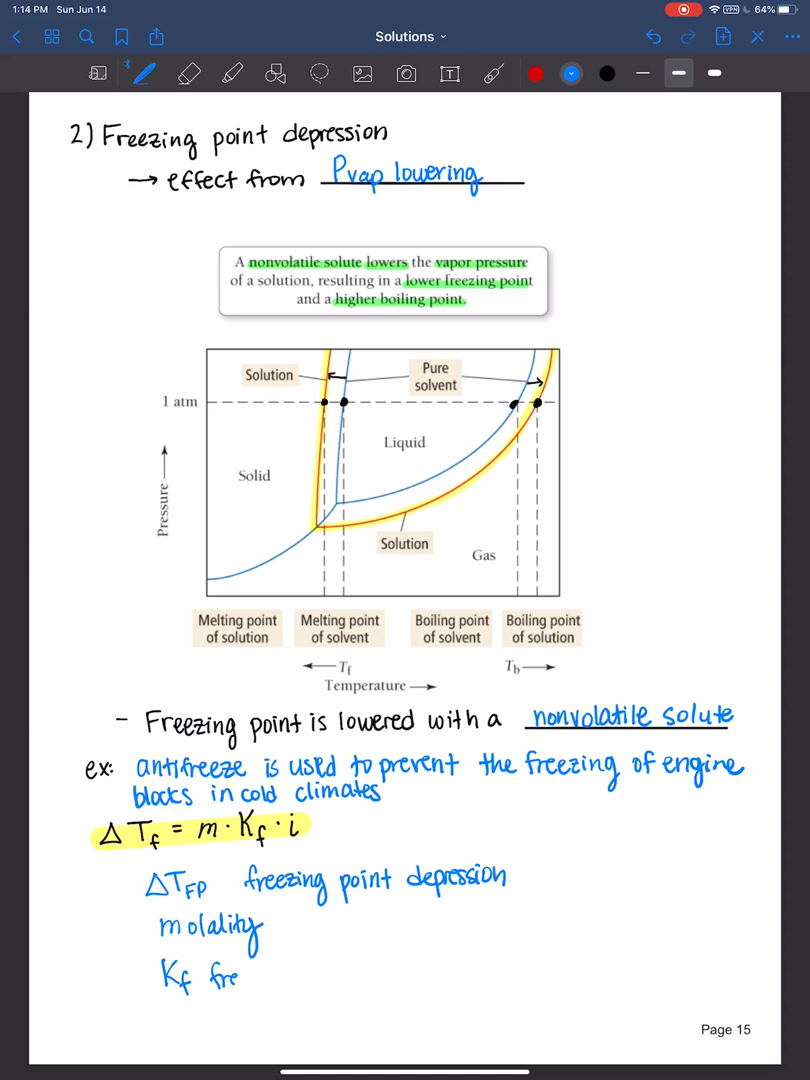 1:14 PM Sun Jun 14
VPN 64%
Solutions
2) Freezing point depression
→ effect from Pvap lowering
A nonvolatile solute lowers the vapor pressure
of a solution, resulting in a lower freezing point
and a higher boiling point.
Solution
Pure
solvent
1 atm
Liquid
Solid
Pressure →
Solution
Gas
Melting point
of solution
Melting point
of solvent
Boiling point
of solvent
Boiling point
of solution
← Tf
Tb →
Temperature →
- Freezing point is lowered with a nonvolatile solute
ex: antifreeze is used to prevent the freezing of engine
blocks in cold climates
Δ Tf = m · Kf · i
ΔTFP freezing point depression
molality
Kf fre
Page 15